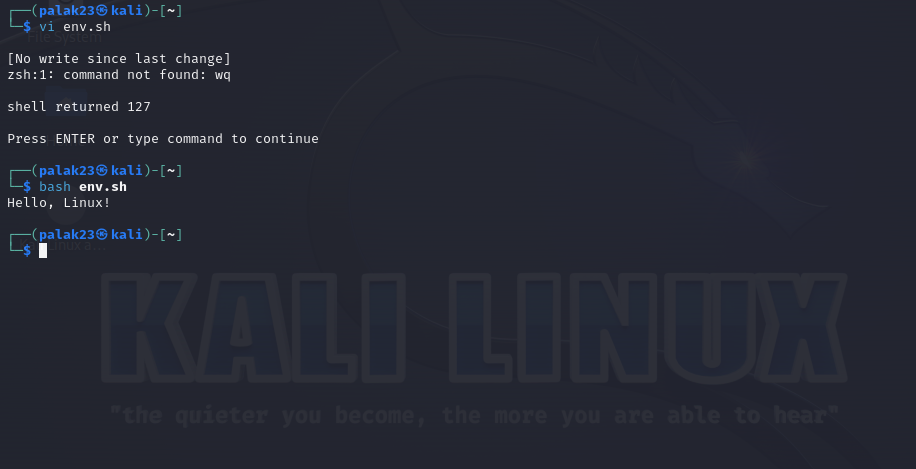 ┌──(palak23㉿kali)-[~]
└─$ vi env.sh
File System
[No write since last change]
zsh:1: command not found: wq
shell returned 127
Press ENTER or type command to continue
┌──(palak23㉿kali)-[~]
└─$ bash env.sh
Hello, Linux!
┌──(palak23㉿kali)-[~]
└─$
KALI LINUX
"the quieter you become, the more you are able to hear"